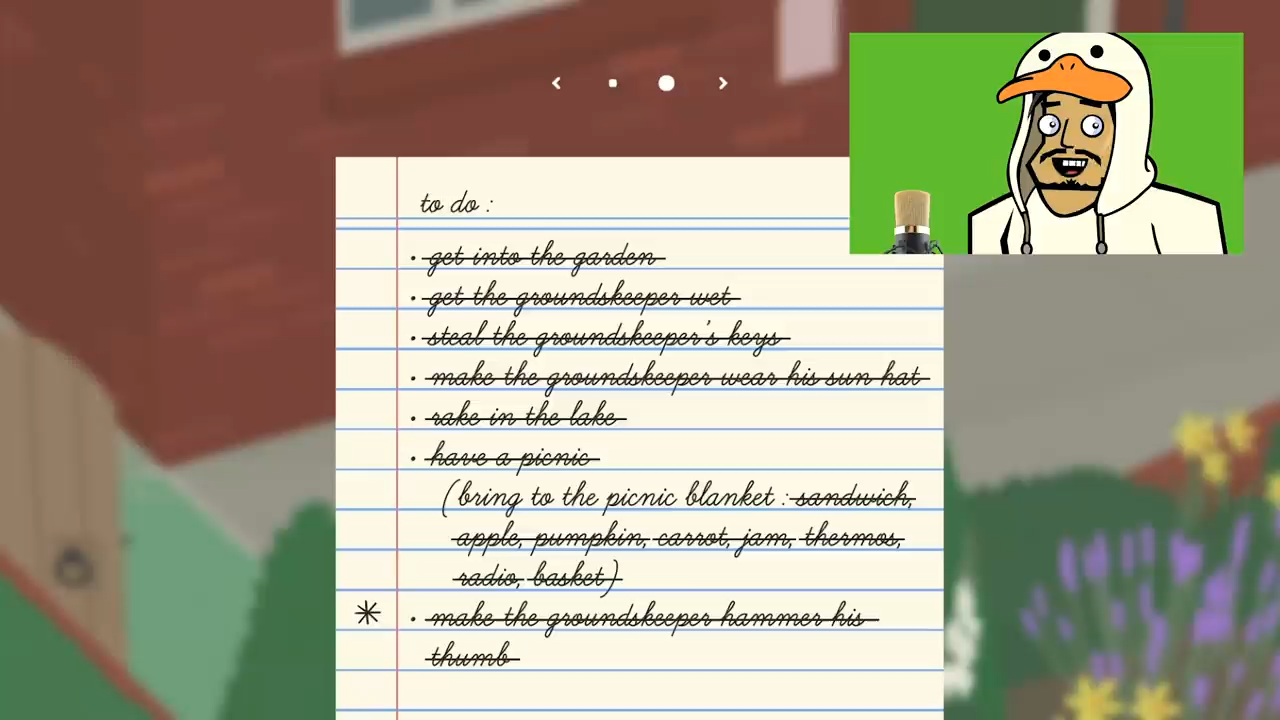 to do :
• get into the garden
• get the groundskeeper wet
• steal the groundskeeper's keys
• make the groundskeeper wear his sun hat
• rake in the lake
• have a picnic
(bring to the picnic blanket : sandwich,
apple, pumpkin, carrot, jam, thermos,
radio, basket)
• make the groundskeeper hammer his
thumb